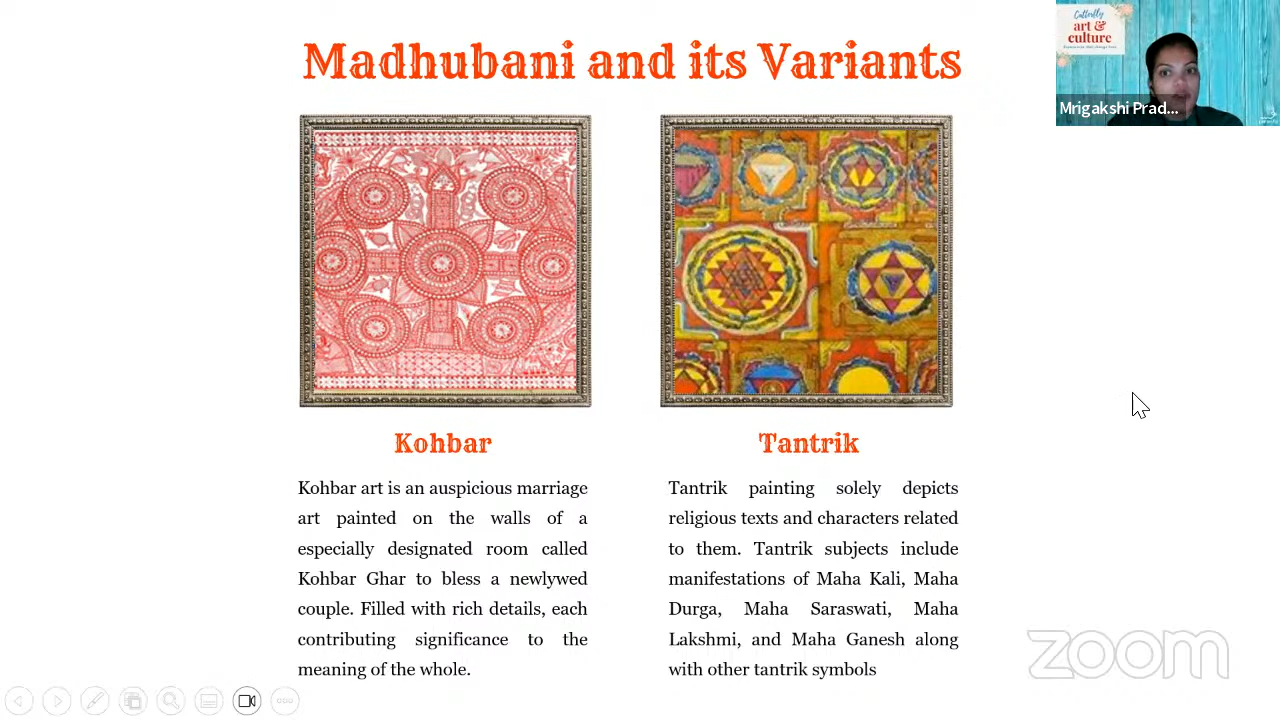 Madhubani and its Variants
Catterfly
art &
culture
Mrigakshi Prad...
Kohbar
Kohbar art is an auspicious marriage
art painted on the walls of a
especially designated room called
Kohbar Ghar to bless a newlywed
couple. Filled with rich details, each
contributing significance to the
meaning of the whole.
Tantrik
Tantrik painting solely depicts
religious texts and characters related
to them. Tantrik subjects include
manifestations of Maha Kali, Maha
Durga, Maha Saraswati, Maha
Lakshmi, and Maha Ganesh along
with other tantrik symbols
zoom